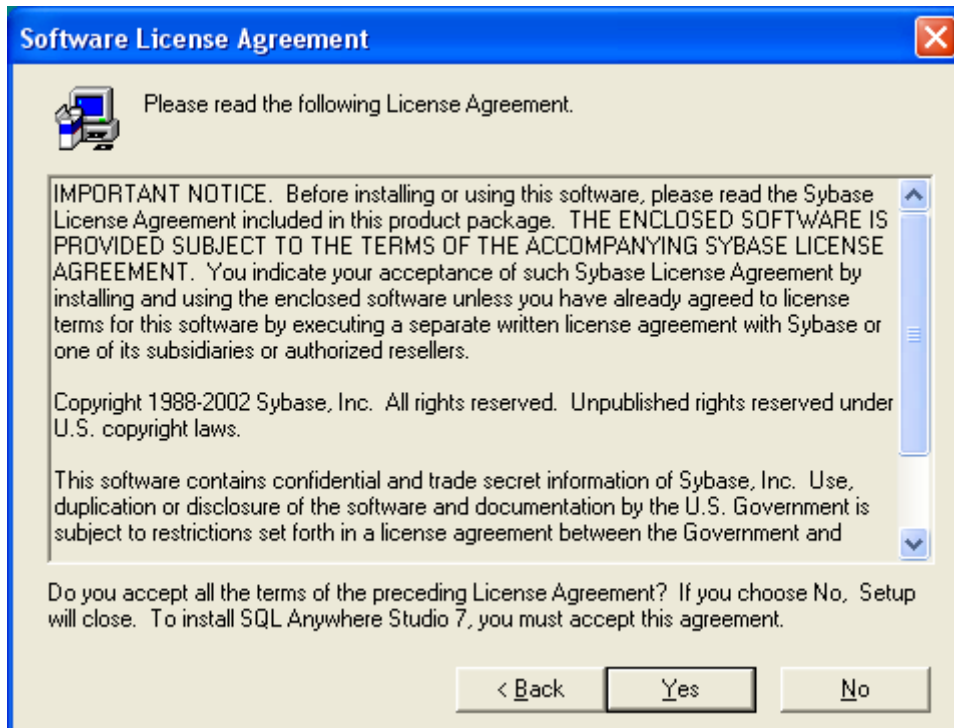 Software License Agreement
Please read the following License Agreement.
IMPORTANT NOTICE.  Before installing or using this software, please read the Sybase
License Agreement included in this product package.  THE ENCLOSED SOFTWARE IS
PROVIDED SUBJECT TO THE TERMS OF THE ACCOMPANYING SYBASE LICENSE
AGREEMENT.  You indicate your acceptance of such Sybase License Agreement by
installing and using the enclosed software unless you have already agreed to license
terms for this software by executing a separate written license agreement with Sybase or
one of its subsidiaries or authorized resellers.
Copyright 1988-2002 Sybase, Inc.  All rights reserved.  Unpublished rights reserved under
U.S. copyright laws.
This software contains confidential and trade secret information of Sybase, Inc.  Use,
duplication or disclosure of the software and documentation by the U.S. Government is
subject to restrictions set forth in a license agreement between the Government and
Do you accept all the terms of the preceding License Agreement?  If you choose No,  Setup
will close.  To install SQL Anywhere Studio 7, you must accept this agreement.
< Back
Yes
No